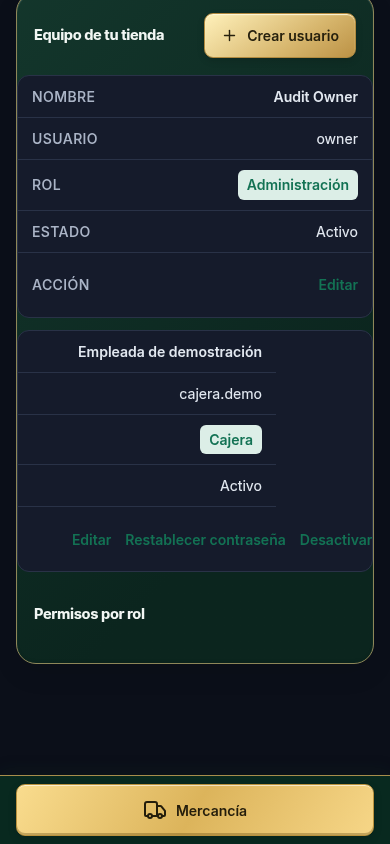 Equipo de tu tienda
+ Crear usuario
NOMBRE Audit Owner
USUARIO owner
ROL Administración
ESTADO Activo
ACCIÓN Editar
Empleada de demostración
cajera.demo
Cajera
Activo
Editar Restablecer contraseña Desactivar
Permisos por rol
Mercancía